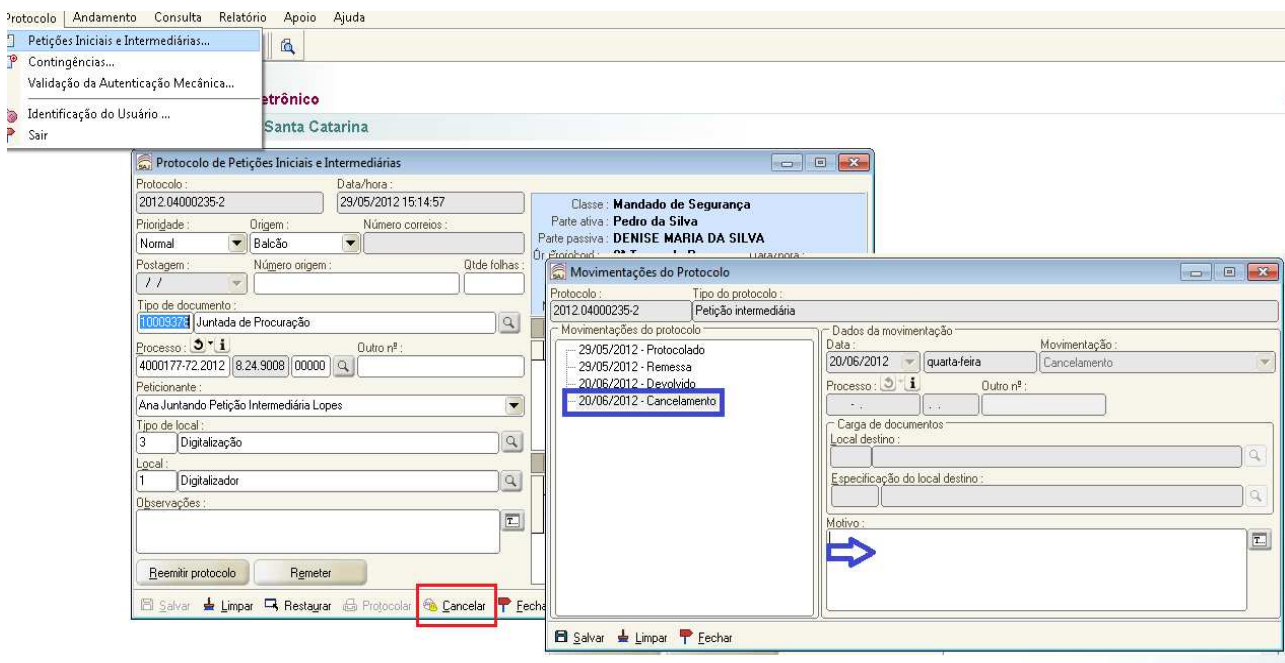 Protocolo Andamento Consulta Relatório Apoio Ajuda
Petições Iniciais e Intermediárias...
Contingências...
Validação da Autenticação Mecânica...
Identificação do Usuário ...
Sair
etrônico
Santa Catarina
Protocolo de Petições Iniciais e Intermediárias
Protocolo : Data/hora :
2012.04000235-2 29/05/2012 15:14:57
Prioridade : Origem : Número correios :
Normal Balcão
Postagem : Número origem : Qtde folhas :
/ /
Tipo de documento :
10009378 Juntada de Procuração
Processo : Outro nº :
4000177-72.2012 8.24.9008 00000
Peticionante :
Ana Juntando Petição Intermediária Lopes
Tipo de local :
3 Digitalização
Local :
1 Digitalizador
Observações :
Reemitir protocolo Remeter
Salvar Limpar Restaurar Protocolar Cancelar Fecha
Classe : Mandado de Segurança
Parte ativa : Pedro da Silva
Parte passiva : DENISE MARIA DA SILVA
Movimentações do Protocolo
Protocolo : Tipo do protocolo :
2012.04000235-2 Petição intermediária
Movimentações do protocolo
29/05/2012 - Protocolado
29/05/2012 - Remessa
20/06/2012 - Devolvido
20/06/2012 - Cancelamento
Dados da movimentação
Data : Movimentação :
20/06/2012 quarta-feira Cancelamento
Processo : Outro nº :
- . . .
Carga de documentos
Local destino :
Especificação do local destino :
Motivo :
Salvar Limpar Fechar